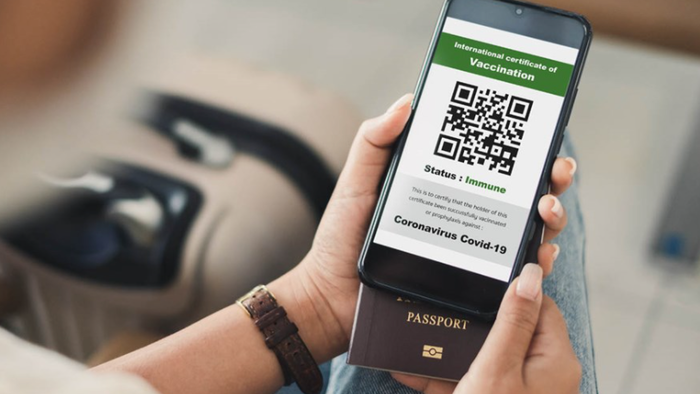 International certificate of
Vaccination
Status : Immune
This is to certify that the holder of this
certificate been successfully vaccinated
or prophylaxis against :
Coronavirus Covid-19
PASSPORT